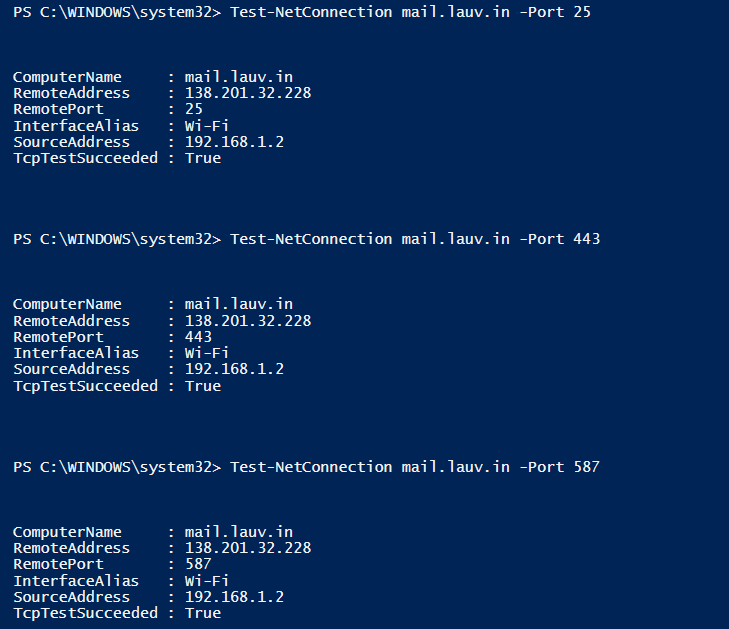 PS C:\WINDOWS\system32> Test-NetConnection mail.lauv.in -Port 25
ComputerName     : mail.lauv.in
RemoteAddress    : 138.201.32.228
RemotePort       : 25
InterfaceAlias   : Wi-Fi
SourceAddress    : 192.168.1.2
TcpTestSucceeded : True
PS C:\WINDOWS\system32> Test-NetConnection mail.lauv.in -Port 443
ComputerName     : mail.lauv.in
RemoteAddress    : 138.201.32.228
RemotePort       : 443
InterfaceAlias   : Wi-Fi
SourceAddress    : 192.168.1.2
TcpTestSucceeded : True
PS C:\WINDOWS\system32> Test-NetConnection mail.lauv.in -Port 587
ComputerName     : mail.lauv.in
RemoteAddress    : 138.201.32.228
RemotePort       : 587
InterfaceAlias   : Wi-Fi
SourceAddress    : 192.168.1.2
TcpTestSucceeded : True